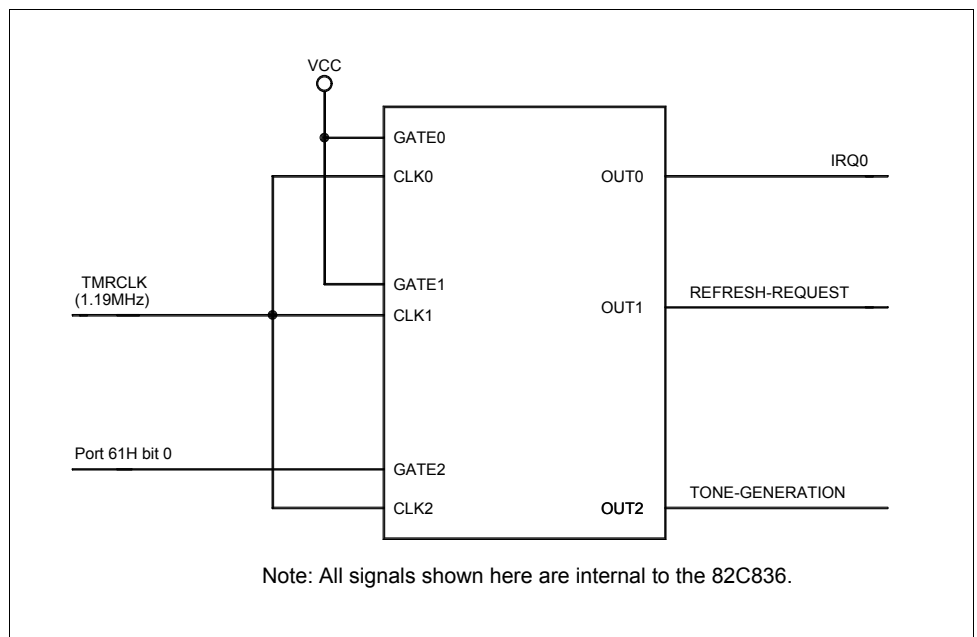 VCC
GATE0
CLK0
OUT0
IRQ0
TMRCLK
(1.19MHz)
GATE1
CLK1
OUT1
REFRESH-REQUEST
Port 61H bit 0
GATE2
CLK2
OUT2
TONE-GENERATION
Note: All signals shown here are internal to the 82C836.